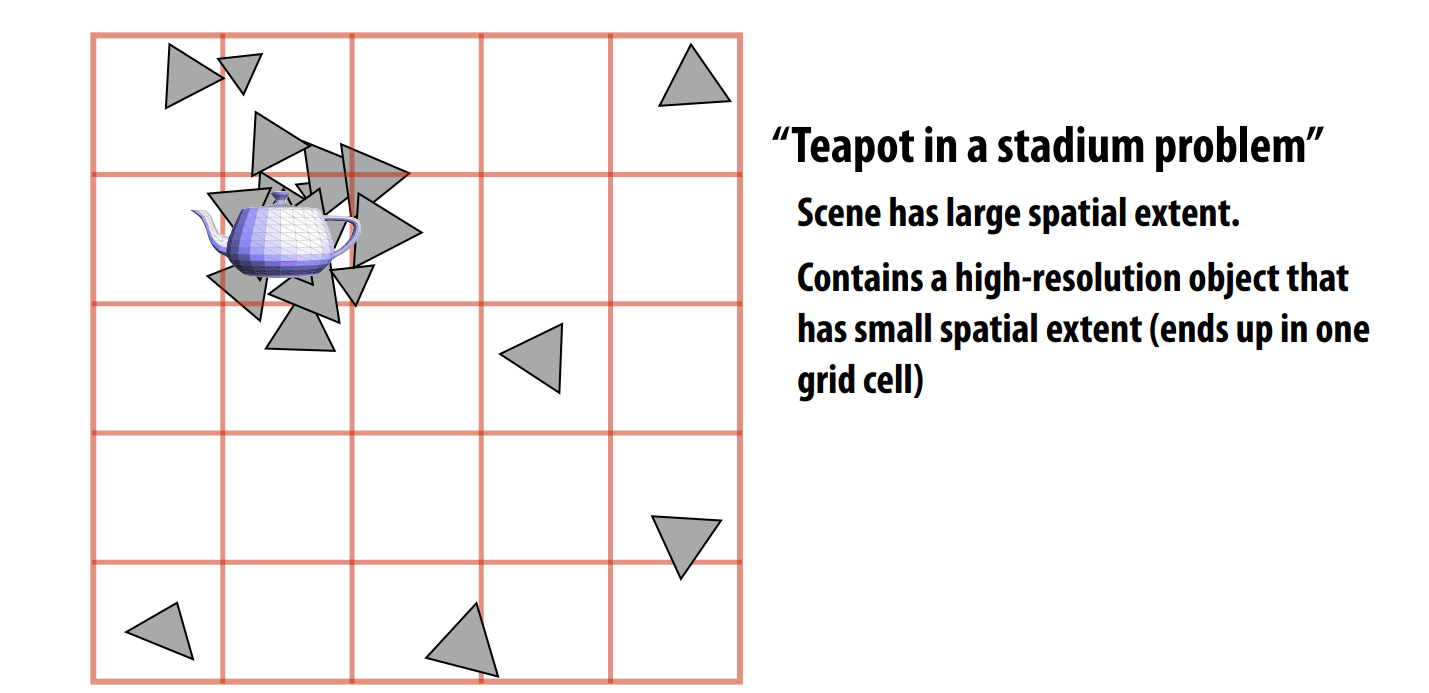 “Teapot in a stadium problem”
Scene has large spatial extent.
Contains a high-resolution object that
has small spatial extent (ends up in one
grid cell)